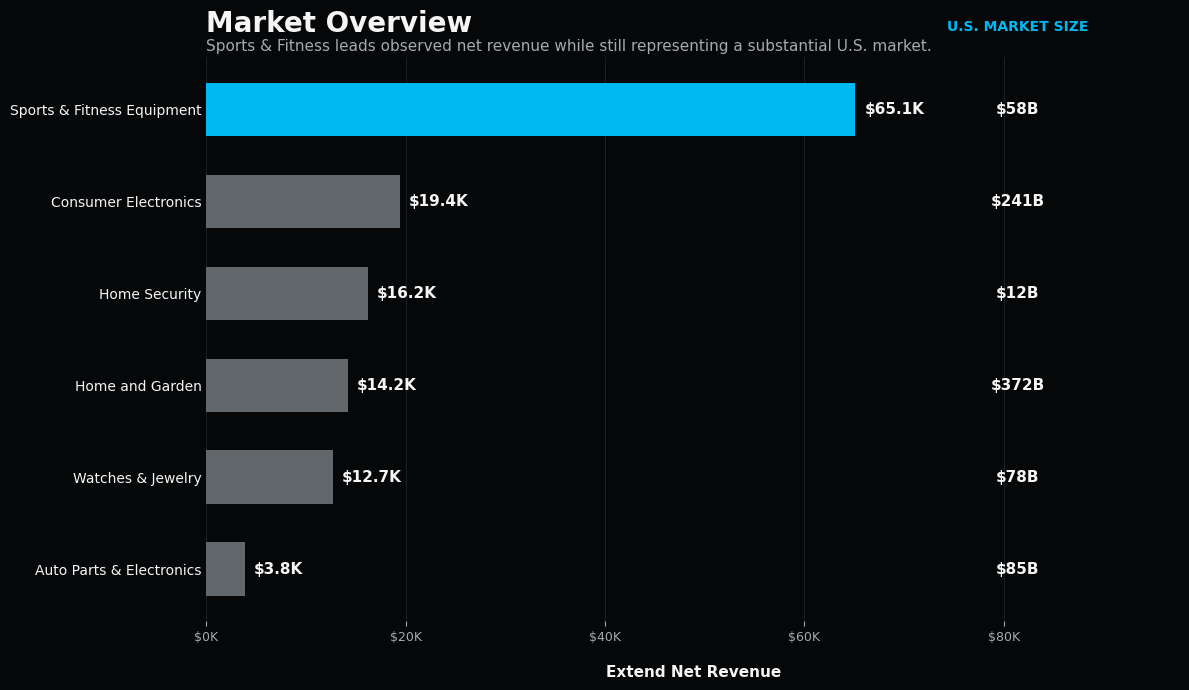 Market Overview
U.S. MARKET SIZE
Sports & Fitness leads observed net revenue while still representing a substantial U.S. market.
Sports & Fitness Equipment $65.1K $58B
Consumer Electronics $19.4K $241B
Home Security $16.2K $12B
Home and Garden $14.2K $372B
Watches & Jewelry $12.7K $78B
Auto Parts & Electronics $3.8K $85B
$0K $20K $40K $60K $80K
Extend Net Revenue